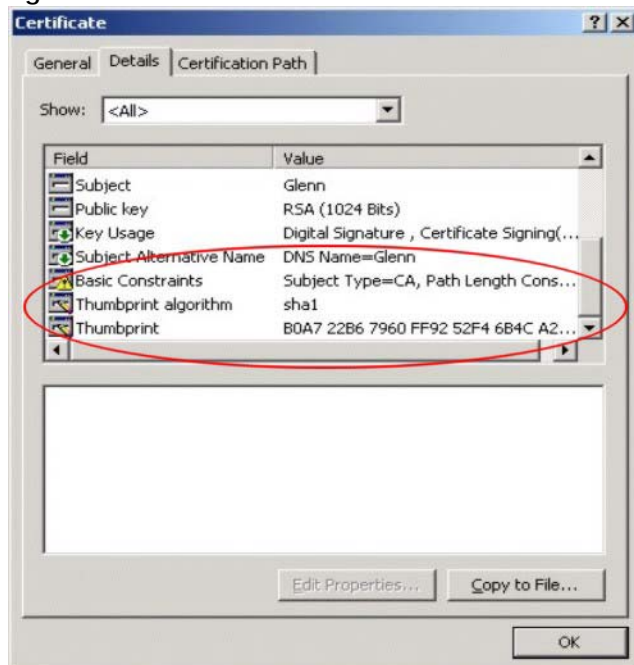 Certificate
General Details Certification Path
Show: <All>
Field Value
Subject Glenn
Public key RSA (1024 Bits)
Key Usage Digital Signature , Certificate Signing(...
Subject Alternative Name DNS Name=Glenn
Basic Constraints Subject Type=CA, Path Length Cons...
Thumbprint algorithm sha1
Thumbprint B0A7 22B6 7960 FF92 52F4 6B4C A2...
Edit Properties... Copy to File...
OK